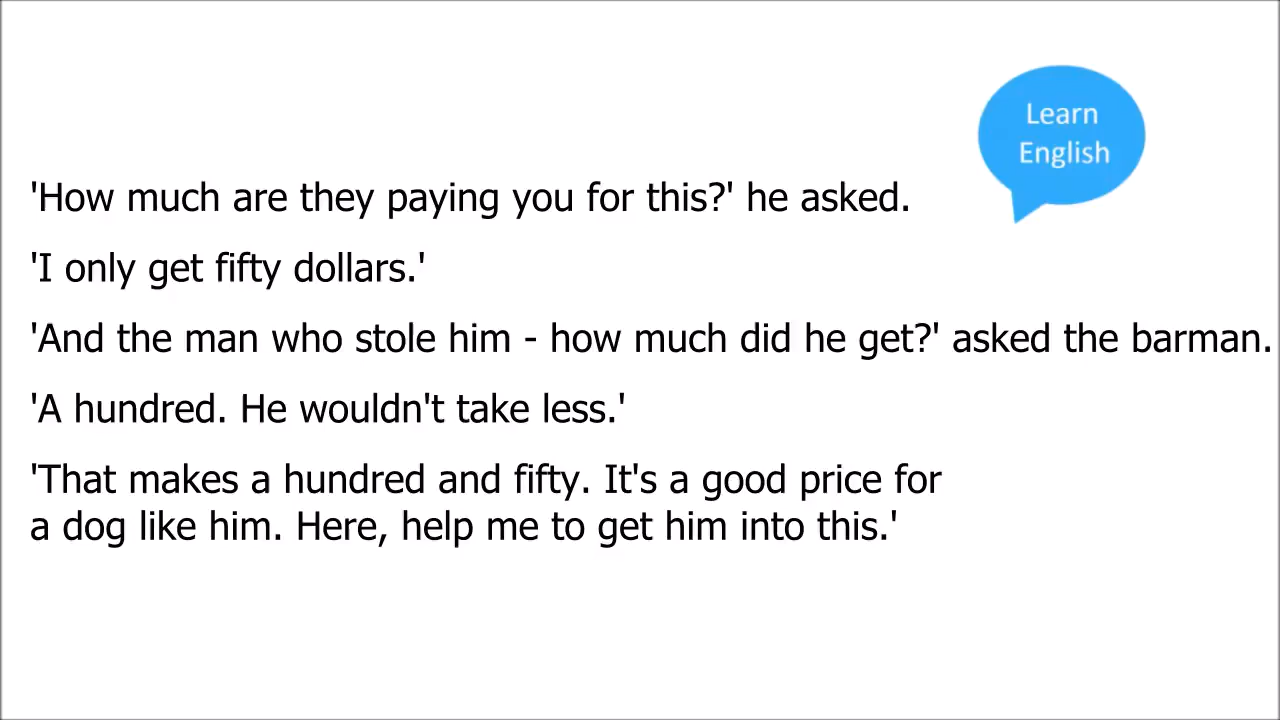 Learn
English
'How much are they paying you for this?' he asked.
'I only get fifty dollars.'
'And the man who stole him - how much did he get?' asked the barman.
'A hundred. He wouldn't take less.'
'That makes a hundred and fifty. It's a good price for
a dog like him. Here, help me to get him into this.'